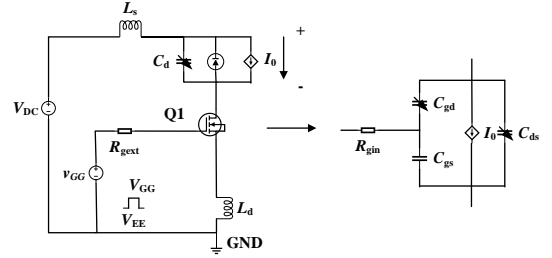 Ls
+
Cd
I0
-
VDC
Q1
Rgext
vGG
VGG
VEE
Ld
GND
Cgd
Rgin
I0
Cds
Cgs